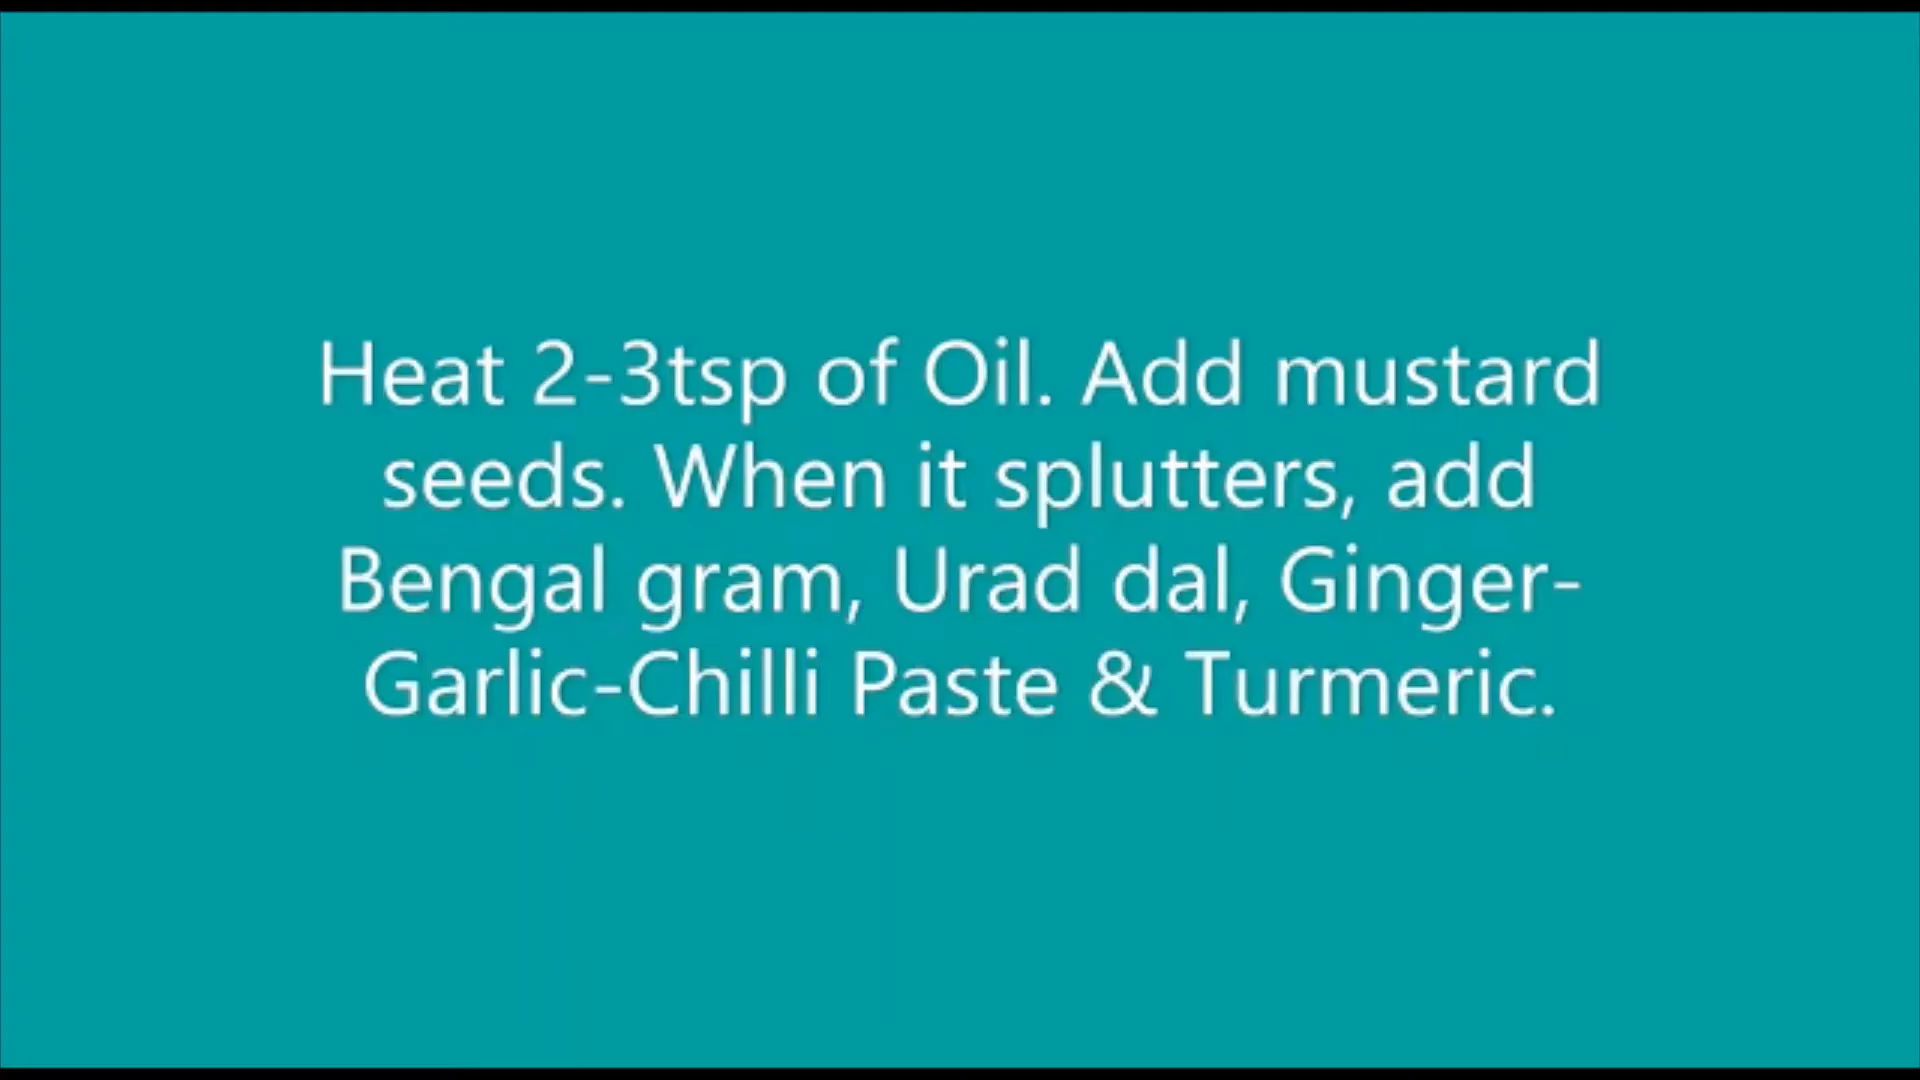 Heat 2-3tsp of Oil. Add mustard
seeds. When it splutters, add
Bengal gram, Urad dal, Ginger-
Garlic-Chilli Paste & Turmeric.